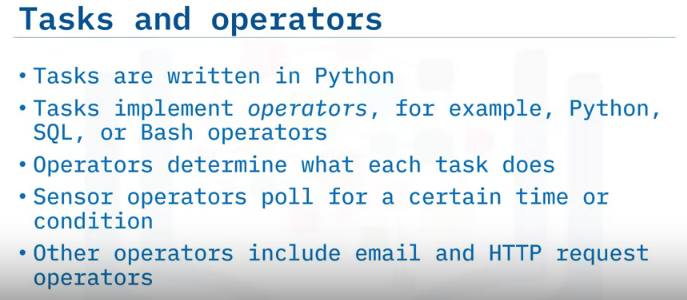 Tasks and operators
• Tasks are written in Python
• Tasks implement operators, for example, Python,
SQL, or Bash operators
• Operators determine what each task does
• Sensor operators poll for a certain time or
condition
• Other operators include email and HTTP request
operators